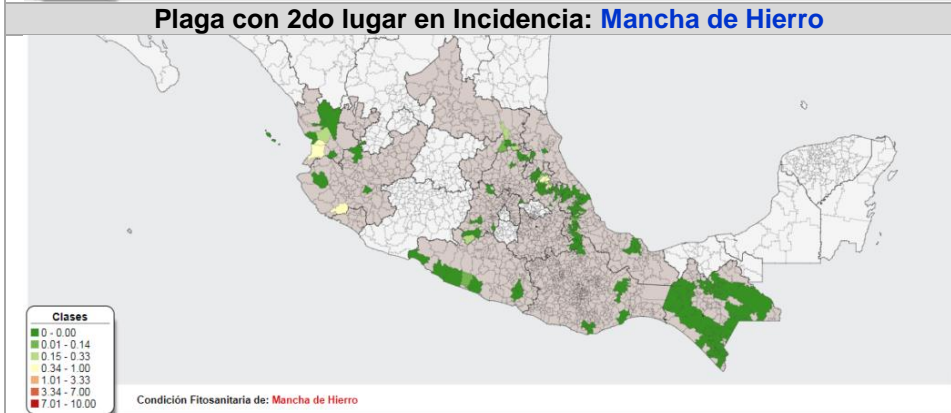 Plaga con 2do lugar en Incidencia: Mancha de Hierro
Clases
0 - 0.00
0.01 - 0.14
0.15 - 0.33
0.34 - 1.00
1.01 - 3.33
3.34 - 7.00
7.01 - 10.00
Condición Fitosanitaria de: Mancha de Hierro